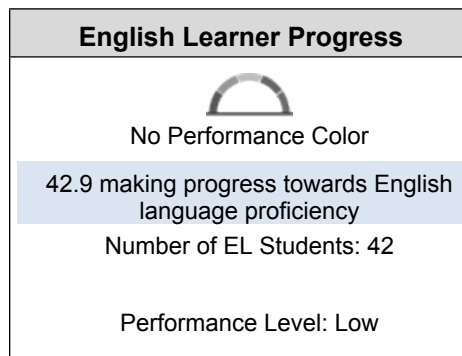 English Learner Progress
No Performance Color
42.9 making progress towards English
language proficiency
Number of EL Students: 42
Performance Level: Low